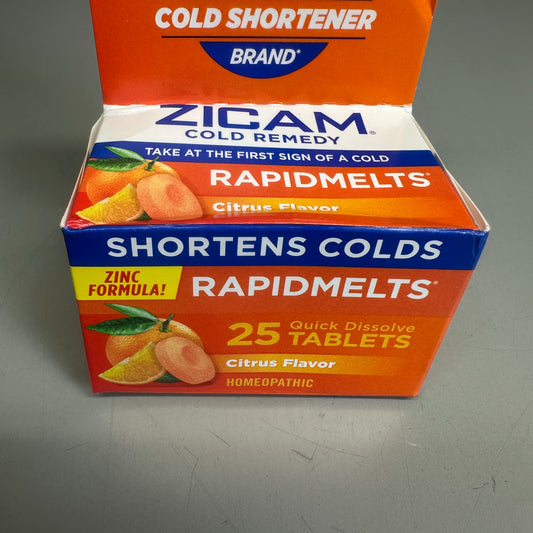 COLD SHORTENER
BRAND*
ZICAM®
COLD REMEDY
TAKE AT THE FIRST SIGN OF A COLD
RAPIDMELTS®
Citrus Flavor
SHORTENS COLDS
ZINC
FORMULA!
RAPIDMELTS®
25 Quick Dissolve
TABLETS
Citrus Flavor
HOMEOPATHIC